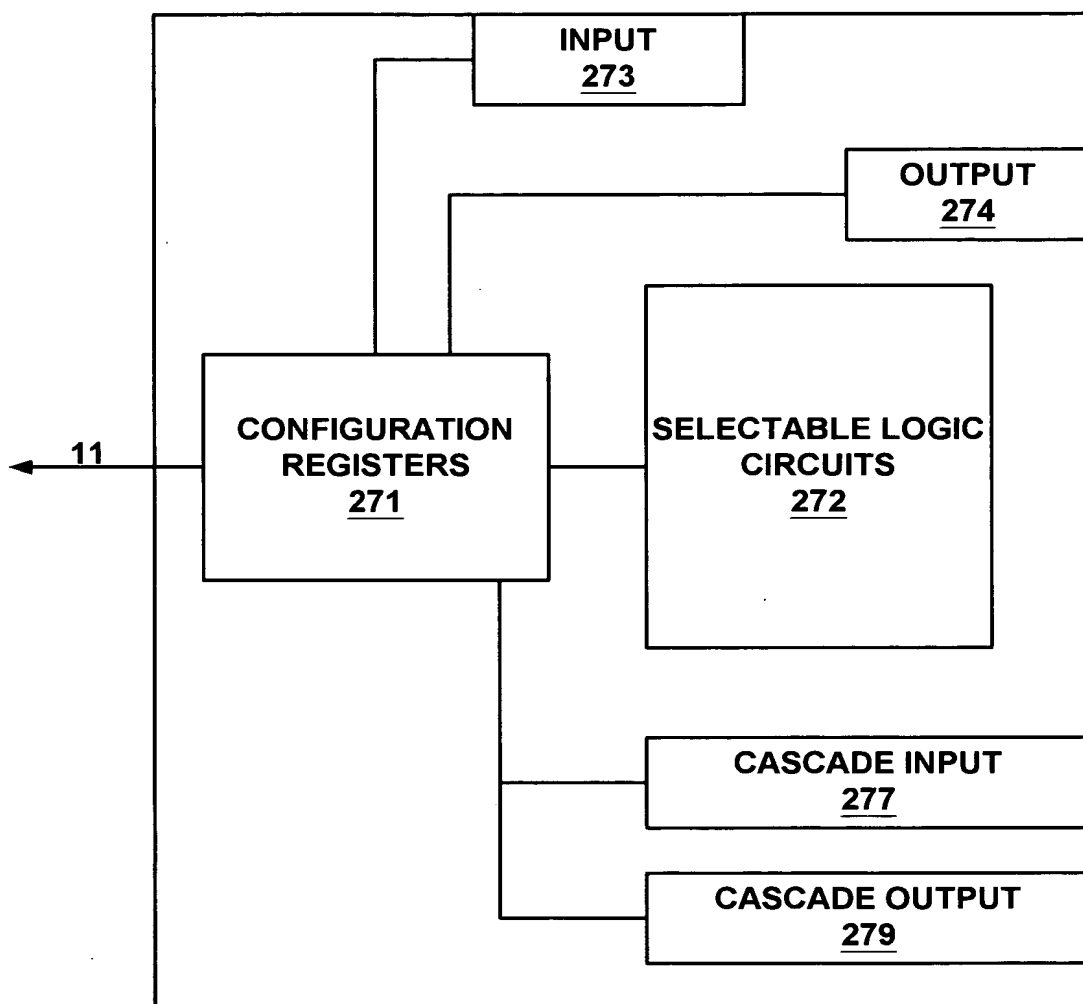 INPUT
273
OUTPUT
274
CONFIGURATION
REGISTERS
271
SELECTABLE LOGIC
CIRCUITS
272
11
CASCADE INPUT
277
CASCADE OUTPUT
279